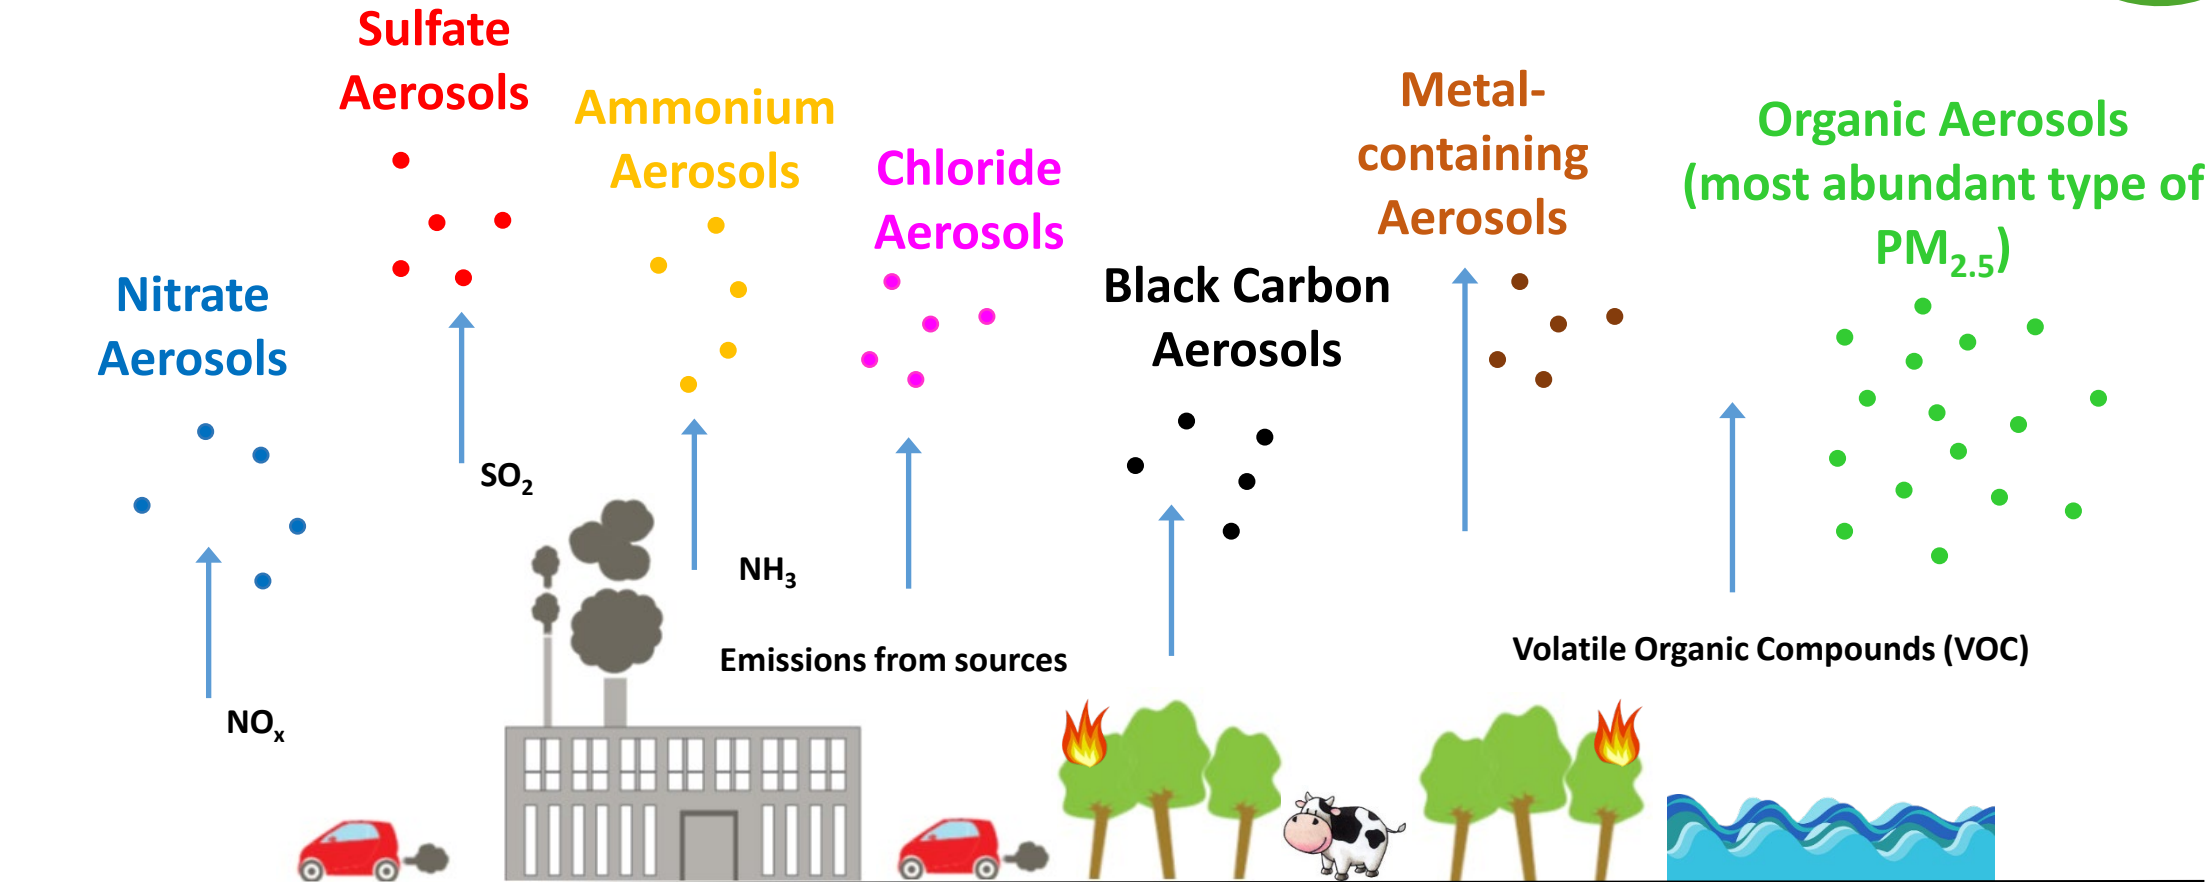 Sulfate
Aerosols
Ammonium
Aerosols
Chloride
Aerosols
Metal-
containing
Aerosols
Organic Aerosols
(most abundant type of
PM₂.₅)
Nitrate
Aerosols
Black Carbon
Aerosols
SO₂
NH₃
Emissions from sources
Volatile Organic Compounds (VOC)
NOₓ